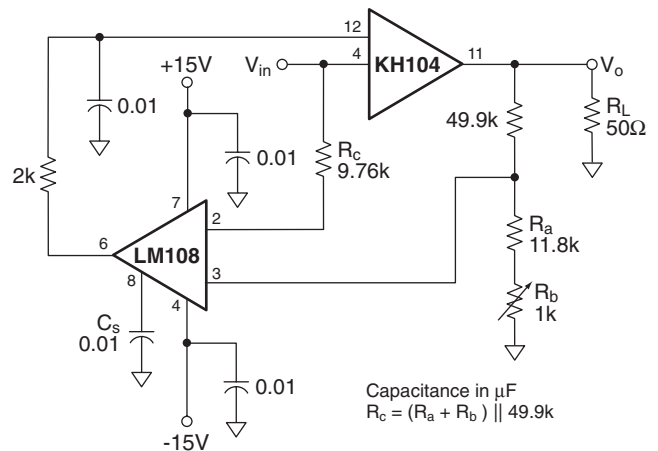 12
+15V
V_in
4
KH104
11
V_o
0.01
49.9k
R_L
50Ω
0.01
R_c
9.76k
2k
7
2
R_a
11.8k
6
LM108
3
8
4
R_b
1k
C_s
0.01
0.01
-15V
Capacitance in μF
R_c = (R_a + R_b ) || 49.9k